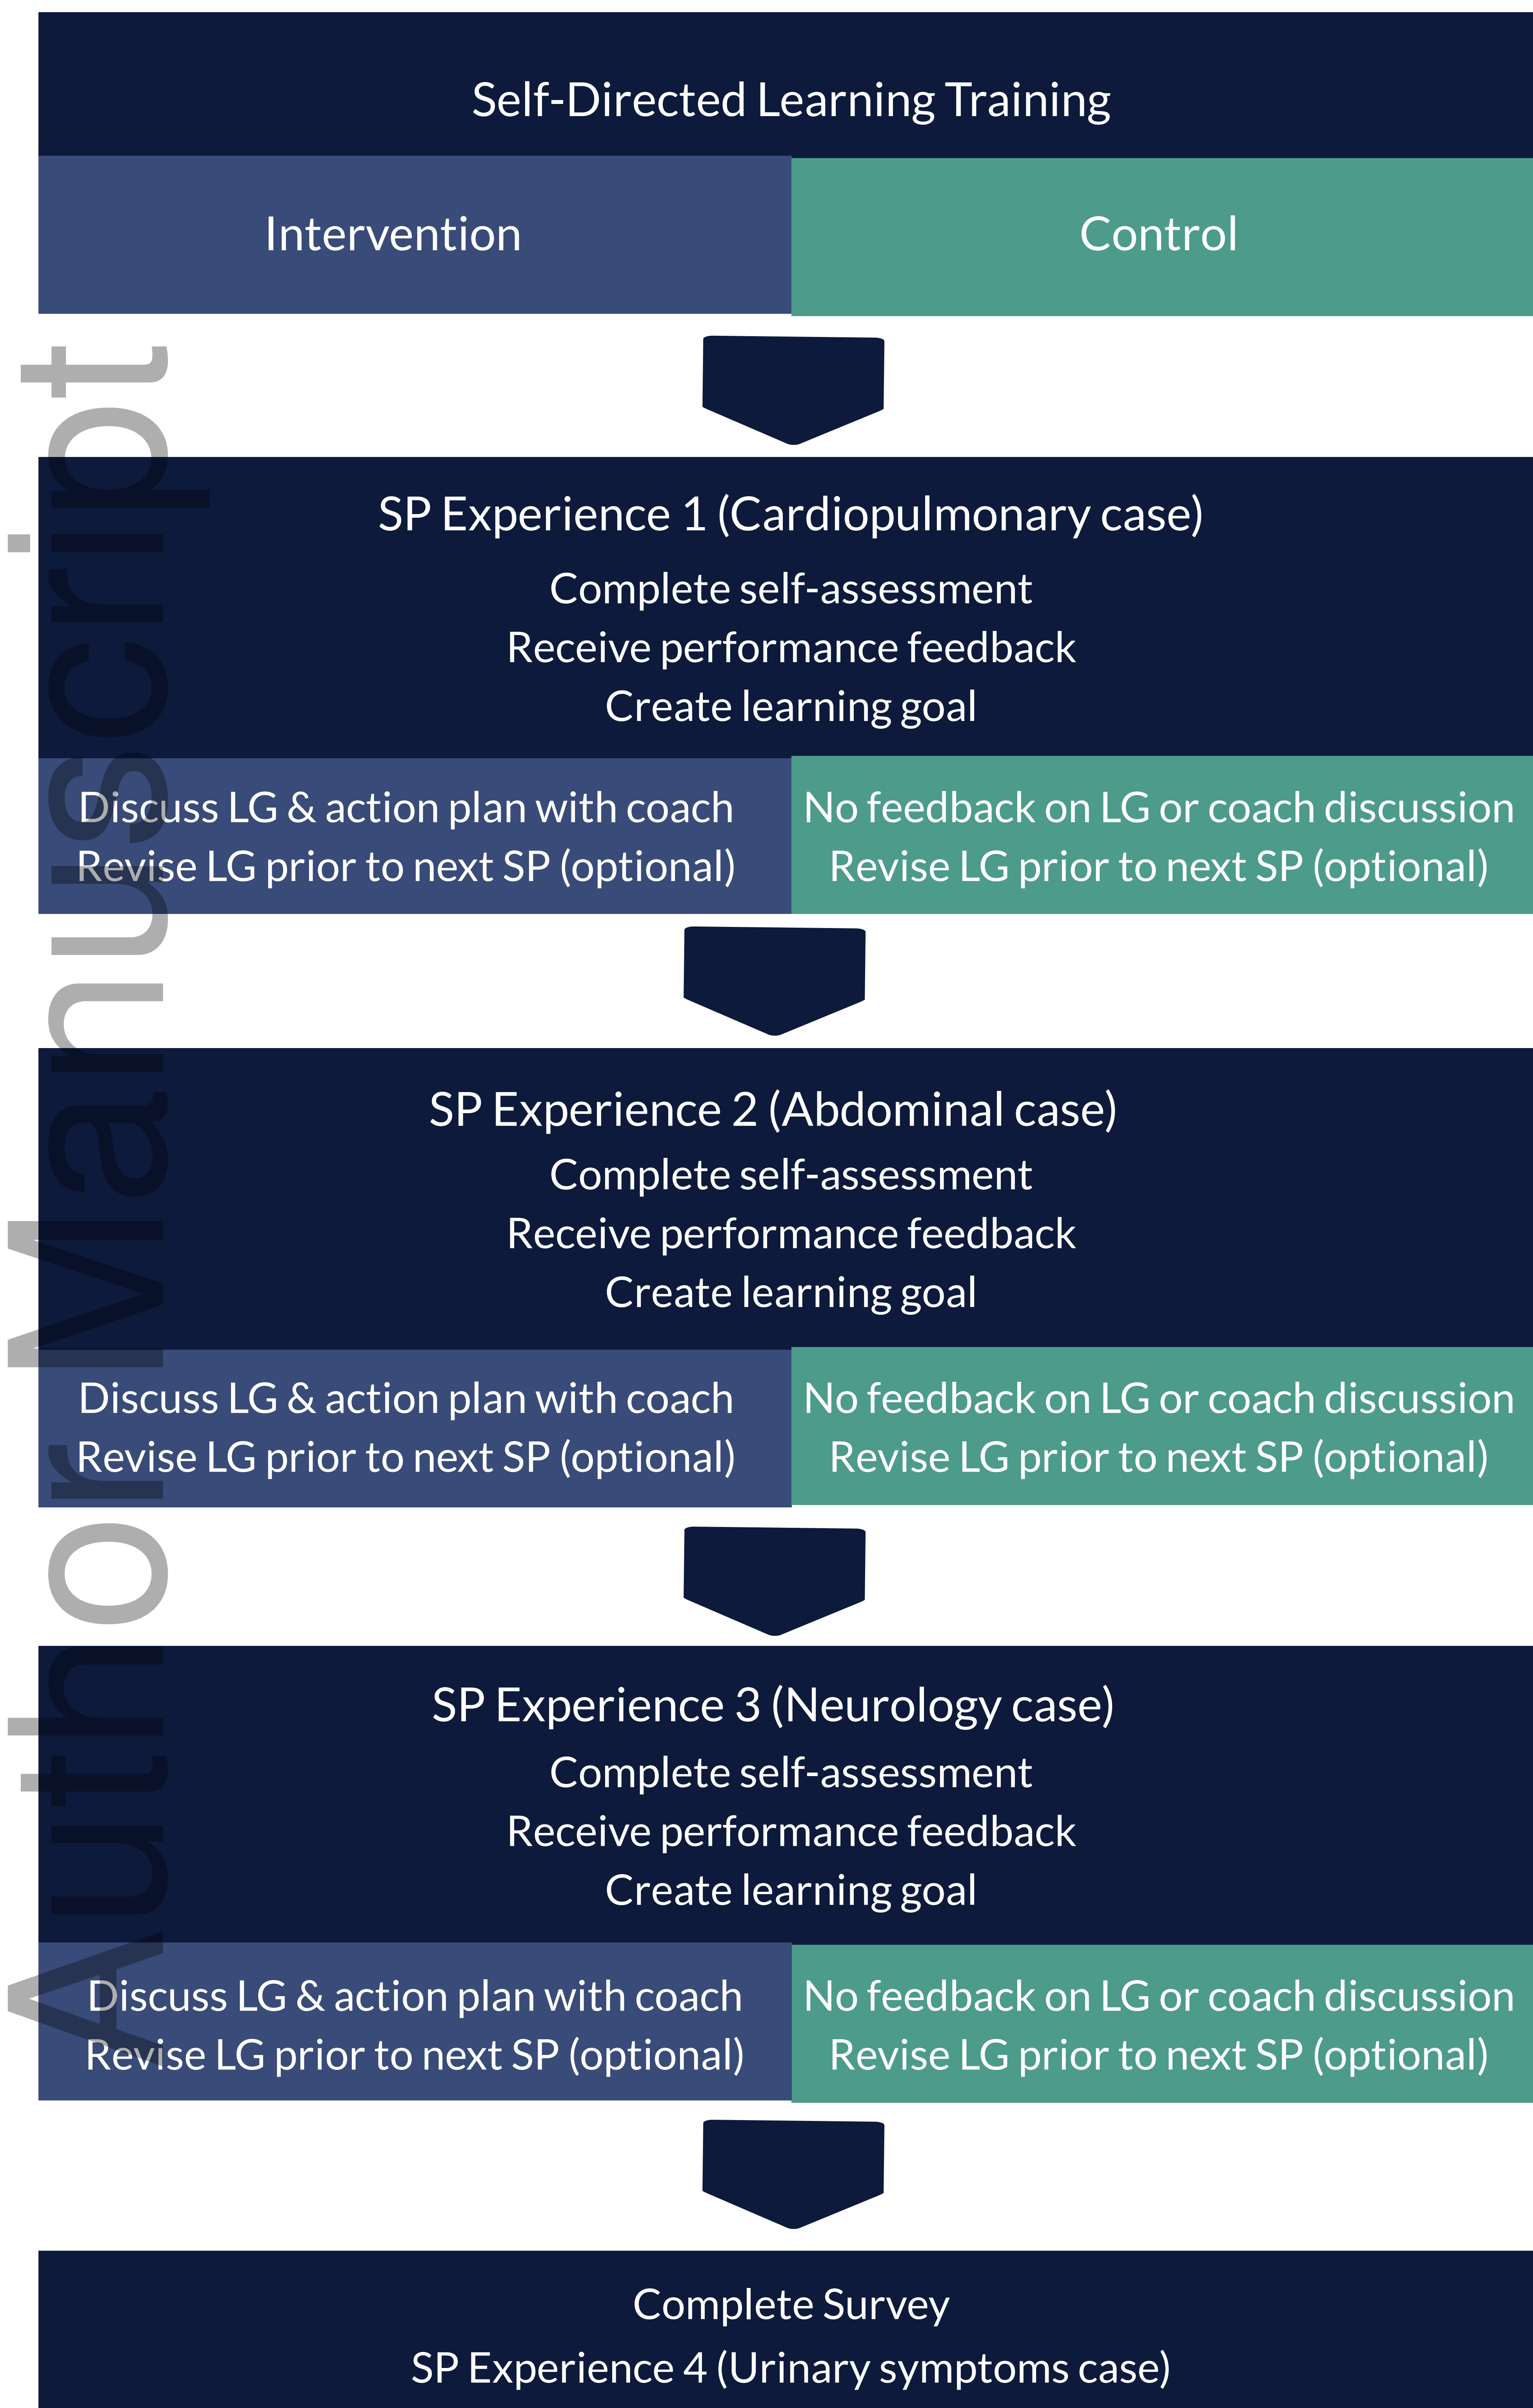 Self-Directed Learning Training
Intervention
Control
SP Experience 1 (Cardiopulmonary case)
Complete self-assessment
Receive performance feedback
Create learning goal
Discuss LG & action plan with coach
Revise LG prior to next SP (optional)
No feedback on LG or coach discussion
Revise LG prior to next SP (optional)
SP Experience 2 (Abdominal case)
Complete self-assessment
Receive performance feedback
Create learning goal
Discuss LG & action plan with coach
Revise LG prior to next SP (optional)
No feedback on LG or coach discussion
Revise LG prior to next SP (optional)
SP Experience 3 (Neurology case)
Complete self-assessment
Receive performance feedback
Create learning goal
Discuss LG & action plan with coach
Revise LG prior to next SP (optional)
No feedback on LG or coach discussion
Revise LG prior to next SP (optional)
Complete Survey
SP Experience 4 (Urinary symptoms case)
Author Manuscript